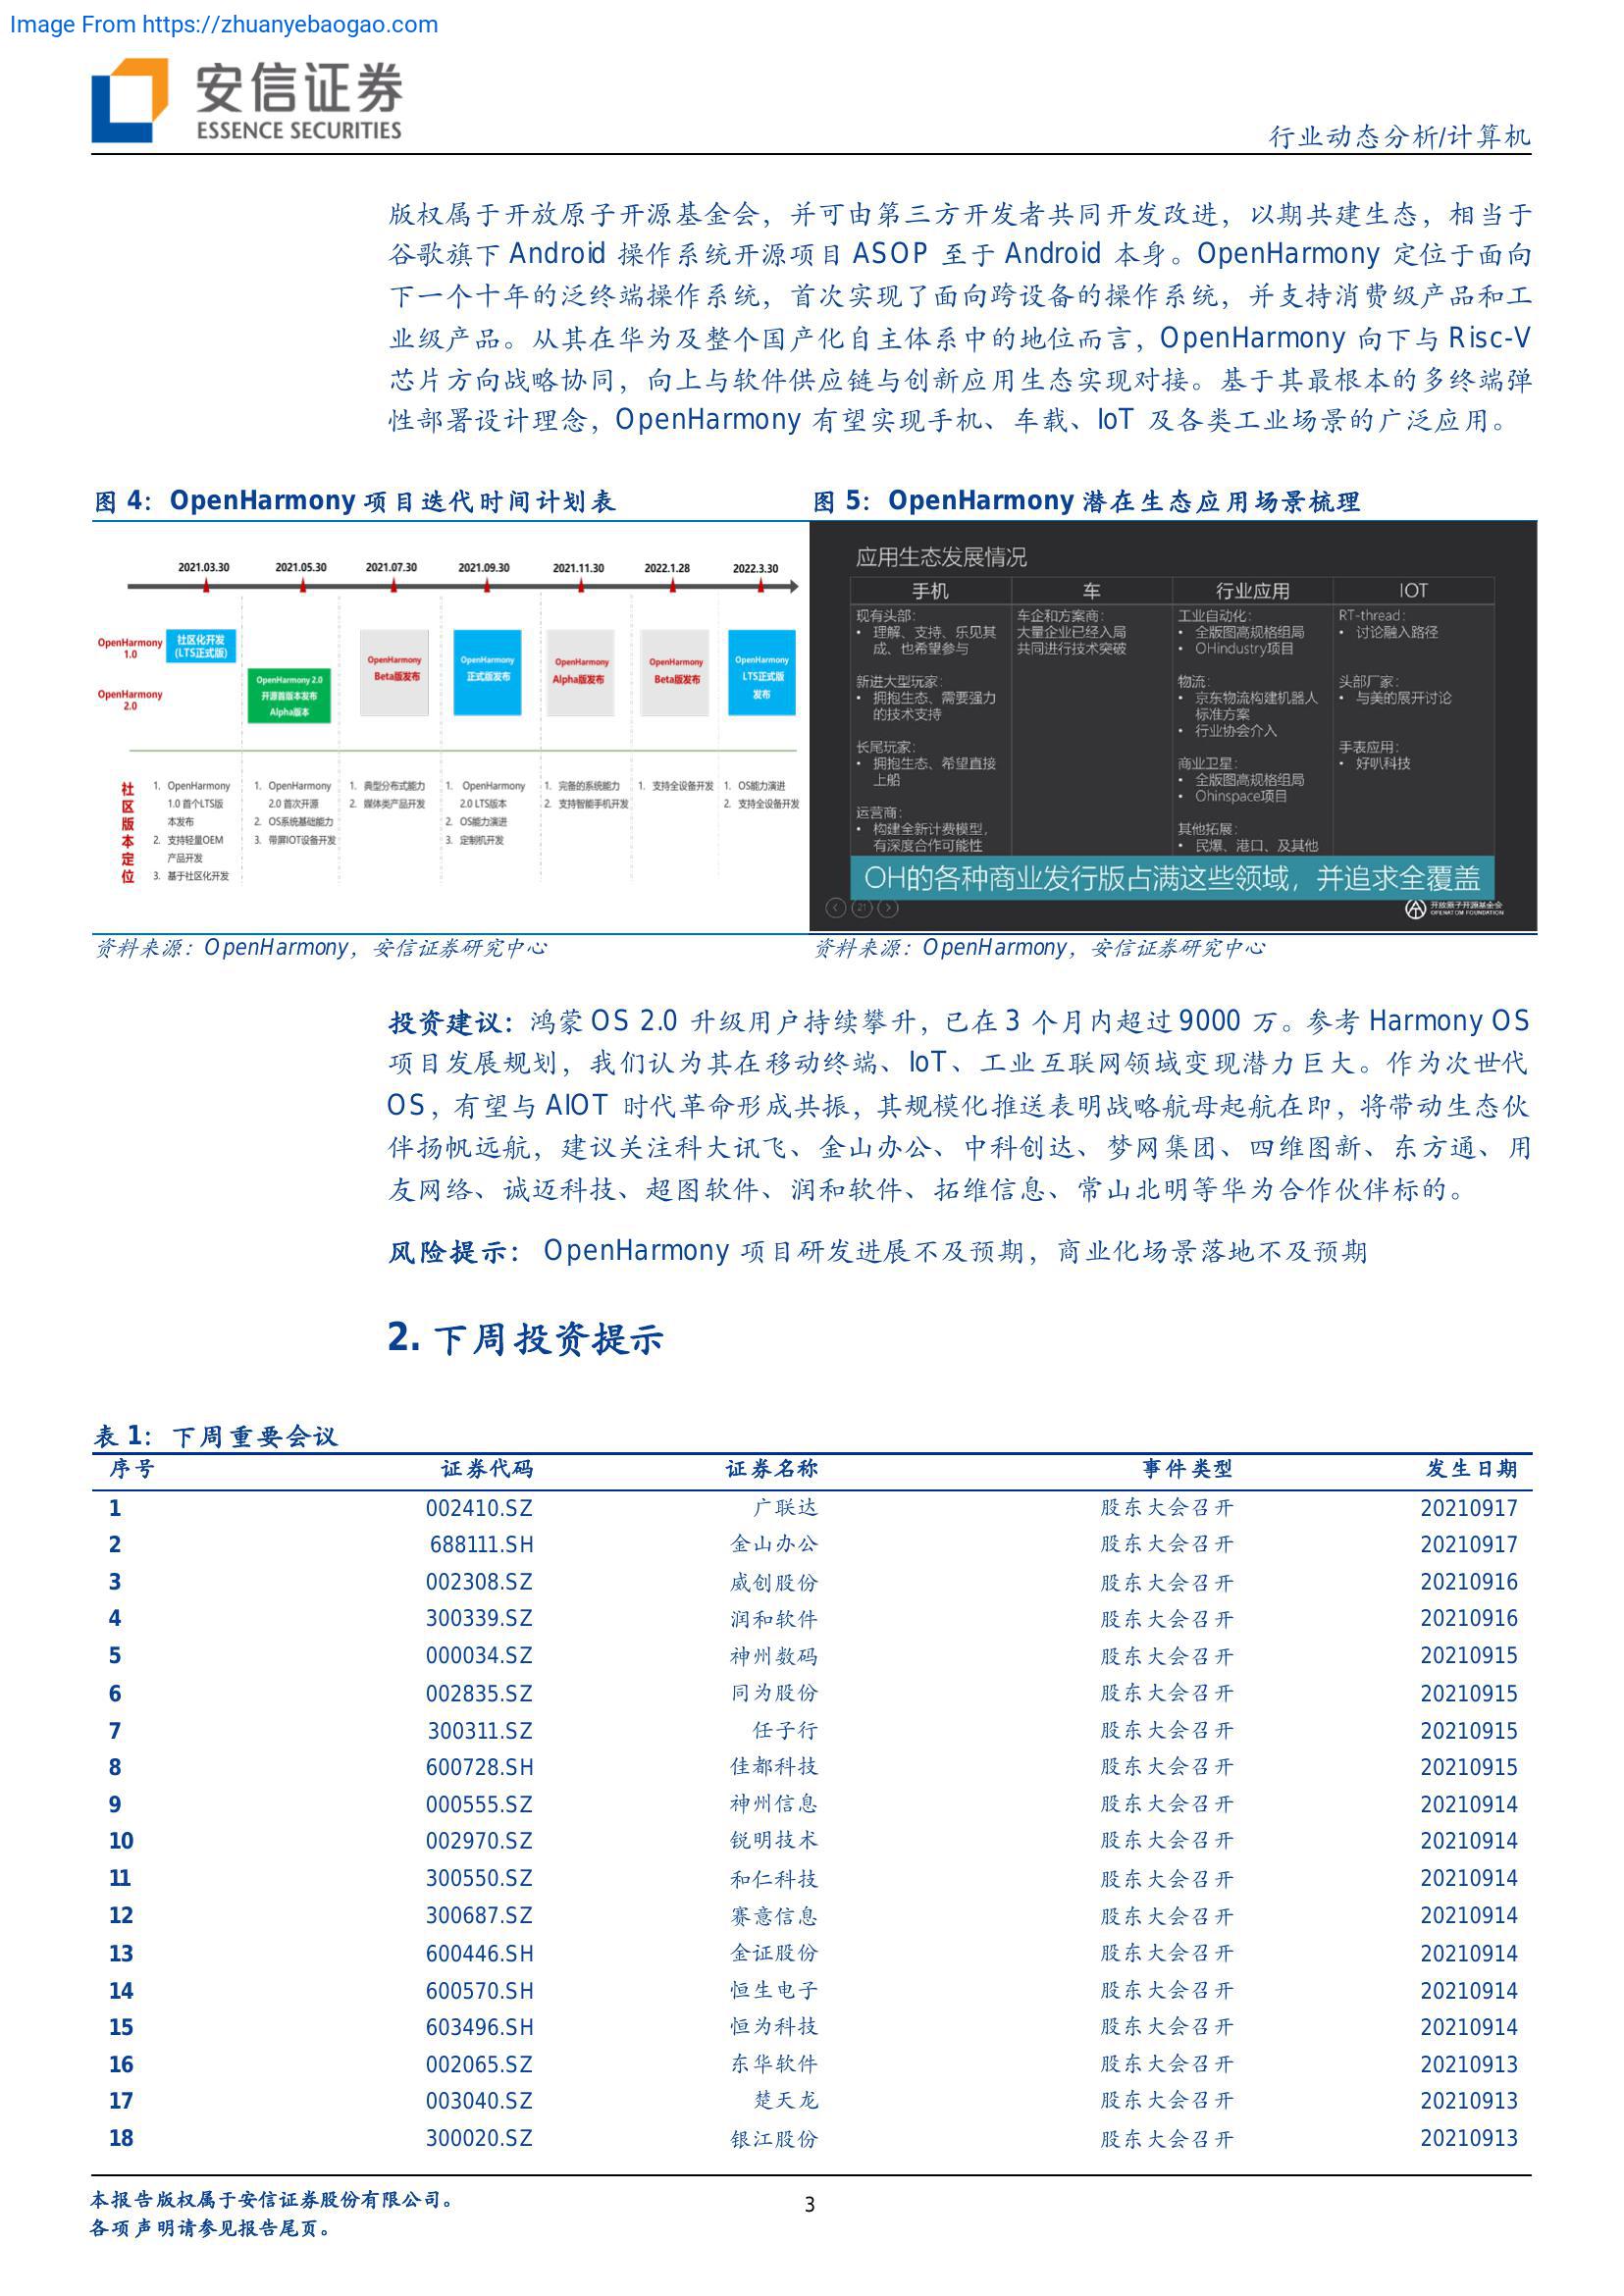 Image From https://zhuanyebaogao.com
安信证券
ESSENCE SECURITIES
行业动态分析/计算机
版权属于开放原子开源基金会，并可由第三方开发者共同开发改进，以期共建生态，相当于
谷歌旗下 Android 操作系统开源项目 ASOP 至于 Android 本身。OpenHarmony 定位于面向
下一个十年的泛终端操作系统，首次实现了面向跨设备的操作系统，并支持消费级产品和工
业级产品。从其在华为及整个国产化自主体系中的地位而言，OpenHarmony 向下与 Risc-V
芯片方向战略协同，向上与软件供应链与创新应用生态实现对接。基于其最根本的多终端弹
性部署设计理念，OpenHarmony 有望实现手机、车载、IoT 及各类工业场景的广泛应用。
图 4：OpenHarmony 项目迭代时间计划表
2021.03.30 2021.05.30 2021.07.30 2021.09.30 2021.11.30 2022.1.28 2022.3.30
OpenHarmony
1.0
社区化开发
(LTS正式版)
OpenHarmony
2.0
OpenHarmony 2.0
开源首版本发布
Alpha版本
OpenHarmony
Beta版发布
OpenHarmony
正式版发布
OpenHarmony
Alpha版发布
OpenHarmony
Beta版发布
OpenHarmony
LTS正式版
发布
社区版本定位
1. OpenHarmony
1.0 首个LTS版
本发布
2. 支持轻量OEM
产品开发
3. 基于社区化开发
1. OpenHarmony
2.0 首次开源
2. OS系统基础能力
3. 带屏IOT设备开发
1. 典型分布式能力
2. 媒体类产品开发
1. OpenHarmony
2.0 LTS版本
2. OS能力演进
3. 定制机开发
1. 完备的系统能力
2. 支持智能手机开发
1. 支持全设备开发
1. OS能力演进
2. 支持全设备开发
资料来源：OpenHarmony，安信证券研究中心
图 5：OpenHarmony 潜在生态应用场景梳理
应用生态发展情况
手机 车 行业应用 IOT
现有头部：
• 理解、支持、乐见其
成、也希望参与
新进大型玩家：
• 拥抱生态、需要强力
的技术支持
长尾玩家：
• 拥抱生态、希望直接
上船
运营商：
• 构建全新计费模型，
有深度合作可能性
车企和方案商：
大量企业已经入局
共同进行技术突破
工业自动化：
• 全版图高规格组局
• OHindustry项目
物流：
• 京东物流构建机器人
标准方案
• 行业协会介入
商业卫星：
• 全版图高规格组局
• Ohinspace项目
其他拓展：
• 民爆、港口、及其他
RT-thread：
• 讨论融入路径
头部厂家：
• 与美的展开讨论
手表应用：
• 好叭科技
OH的各种商业发行版占满这些领域，并追求全覆盖
21
开放原子开源基金会
OPENATOM FOUNDATION
资料来源：OpenHarmony，安信证券研究中心
投资建议：鸿蒙 OS 2.0 升级用户持续攀升，已在 3 个月内超过 9000 万。参考 Harmony OS
项目发展规划，我们认为其在移动终端、IoT、工业互联网领域变现潜力巨大。作为次世代
OS，有望与 AIOT 时代革命形成共振，其规模化推送表明战略航母起航在即，将带动生态伙
伴扬帆远航，建议关注科大讯飞、金山办公、中科创达、梦网集团、四维图新、东方通、用
友网络、诚迈科技、超图软件、润和软件、拓维信息、常山北明等华为合作伙伴标的。
风险提示： OpenHarmony 项目研发进展不及预期，商业化场景落地不及预期
2. 下周投资提示
表 1：下周重要会议
序号 证券代码 证券名称 事件类型 发生日期
1 002410.SZ 广联达 股东大会召开 20210917
2 688111.SH 金山办公 股东大会召开 20210917
3 002308.SZ 威创股份 股东大会召开 20210916
4 300339.SZ 润和软件 股东大会召开 20210916
5 000034.SZ 神州数码 股东大会召开 20210915
6 002835.SZ 同为股份 股东大会召开 20210915
7 300311.SZ 任子行 股东大会召开 20210915
8 600728.SH 佳都科技 股东大会召开 20210915
9 000555.SZ 神州信息 股东大会召开 20210914
10 002970.SZ 锐明技术 股东大会召开 20210914
11 300550.SZ 和仁科技 股东大会召开 20210914
12 300687.SZ 赛意信息 股东大会召开 20210914
13 600446.SH 金证股份 股东大会召开 20210914
14 600570.SH 恒生电子 股东大会召开 20210914
15 603496.SH 恒为科技 股东大会召开 20210914
16 002065.SZ 东华软件 股东大会召开 20210913
17 003040.SZ 楚天龙 股东大会召开 20210913
18 300020.SZ 银江股份 股东大会召开 20210913
本报告版权属于安信证券股份有限公司。
各项声明请参见报告尾页。
3